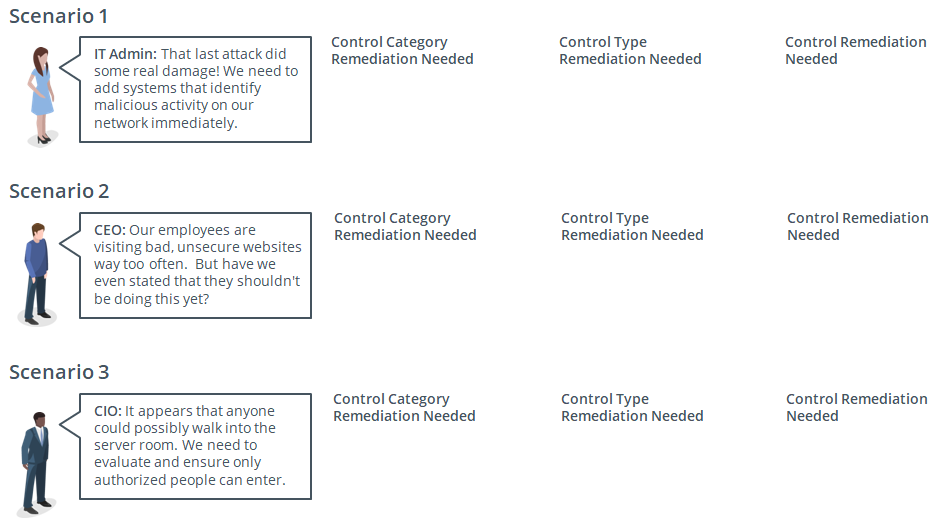 Scenario 1
IT Admin: That last attack did
some real damage! We need to
add systems that identify
malicious activity on our
network immediately.
Control Category
Remediation Needed
Control Type
Remediation Needed
Control Remediation
Needed
Scenario 2
CEO: Our employees are
visiting bad, unsecure websites
way too often.  But have we
even stated that they shouldn't
be doing this yet?
Control Category
Remediation Needed
Control Type
Remediation Needed
Control Remediation
Needed
Scenario 3
CIO: It appears that anyone
could possibly walk into the
server room. We need to
evaluate and ensure only
authorized people can enter.
Control Category
Remediation Needed
Control Type
Remediation Needed
Control Remediation
Needed